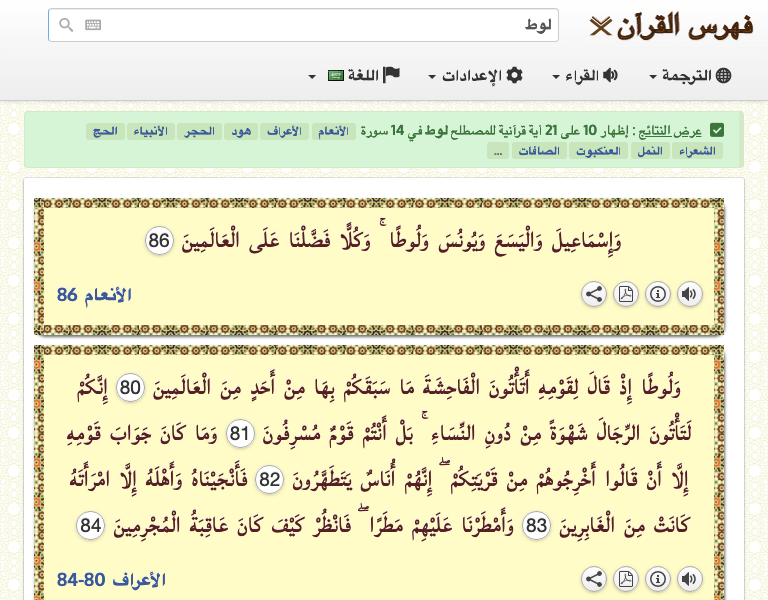 فهرس القرآن
لوط
الترجمة القراء الإعدادات اللغة
عرض النتائج : إظهار 10 على 21 آية قرآنية للمصطلح لوط في 14 سورة الأنعام الأعراف هود الحجر الأنبياء الحج
الشعراء النمل العنكبوت الصافات ...
وَإِسْمَاعِيلَ وَالْيَسَعَ وَيُونُسَ وَلُوطًا ۚ وَكُلًّا فَضَّلْنَا عَلَى الْعَالَمِينَ 86
الأنعام 86
وَلُوطًا إِذْ قَالَ لِقَوْمِهِ أَتَأْتُونَ الْفَاحِشَةَ مَا سَبَقَكُمْ بِهَا مِنْ أَحَدٍ مِنَ الْعَالَمِينَ 80 إِنَّكُمْ
لَتَأْتُونَ الرِّجَالَ شَهْوَةً مِنْ دُونِ النِّسَاءِ ۚ بَلْ أَنْتُمْ قَوْمٌ مُسْرِفُونَ 81 وَمَا كَانَ جَوَابَ قَوْمِهِ
إِلَّا أَنْ قَالُوا أَخْرِجُوهُمْ مِنْ قَرْيَتِكُمْ ۖ إِنَّهُمْ أُنَاسٌ يَتَطَهَّرُونَ 82 فَأَنْجَيْنَاهُ وَأَهْلَهُ إِلَّا امْرَأَتَهُ
كَانَتْ مِنَ الْغَابِرِينَ 83 وَأَمْطَرْنَا عَلَيْهِمْ مَطَرًا ۖ فَانْظُرْ كَيْفَ كَانَ عَاقِبَةُ الْمُجْرِمِينَ 84
الأعراف 80-84